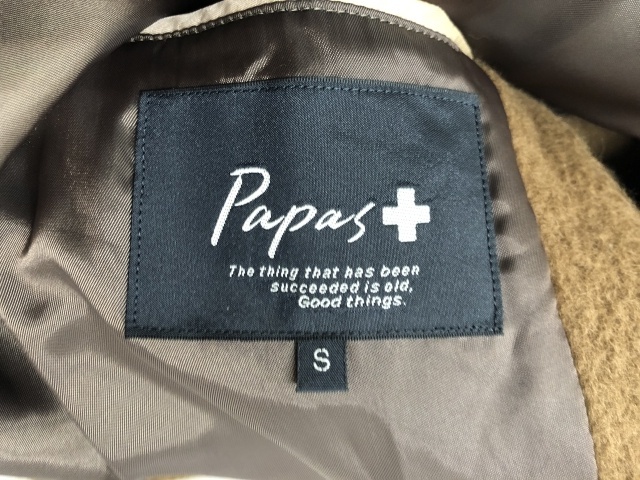 Papas+
The thing that has been
succeeded is old,
Good things.
S